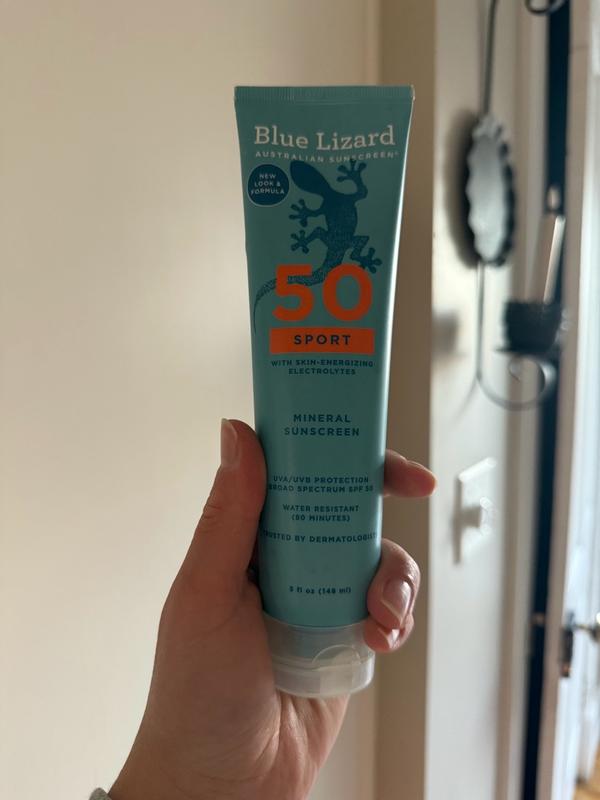 Blue Lizard
AUSTRALIAN SUNSCREEN®
NEW
LOOK &
FORMULA
50
SPORT
WITH SKIN-ENERGIZING
ELECTROLYTES
MINERAL
SUNSCREEN
UVA/UVB PROTECTION
BROAD SPECTRUM SPF 50
WATER RESISTANT
(80 MINUTES)
TRUSTED BY DERMATOLOGISTS
5 fl oz (148 ml)